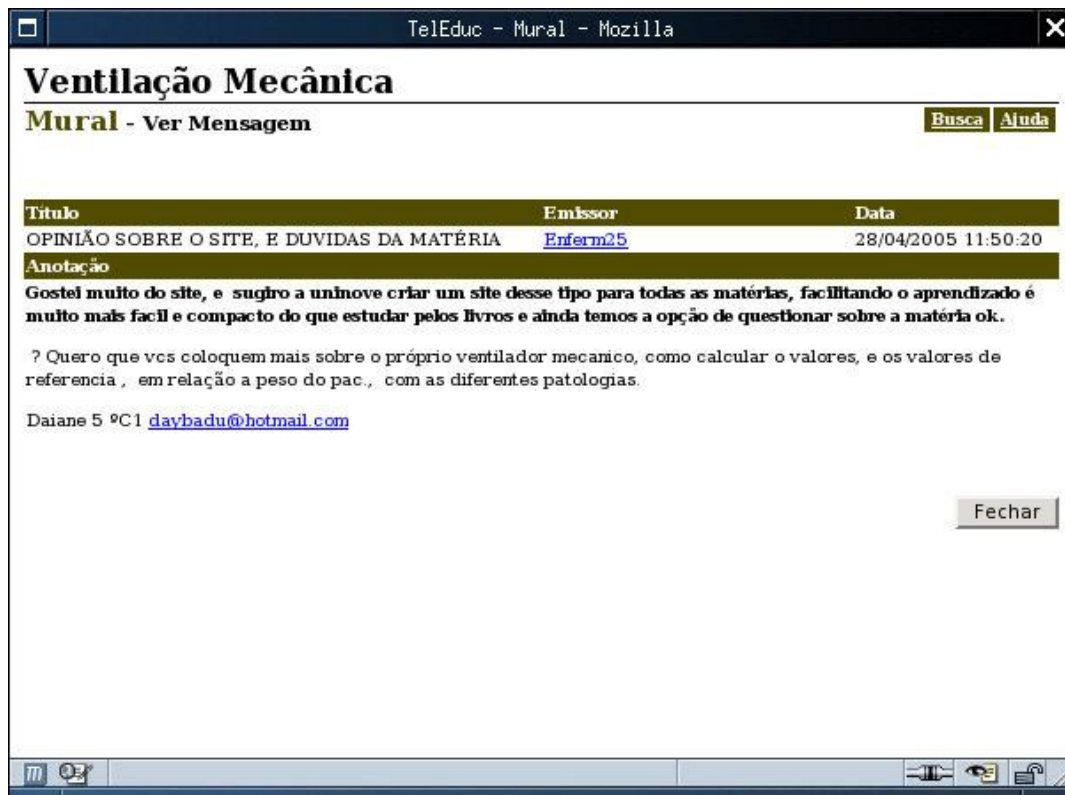 TelEduc - Mural - Mozilla
Ventilação Mecânica
Mural - Ver Mensagem
Busca Ajuda
Título Emissor Data
OPINIÃO SOBRE O SITE, E DUVIDAS DA MATÉRIA Enferm25 28/04/2005 11:50:20
Anotação
Gostei muito do site, e sugiro a uninove criar um site desse tipo para todas as matérias, facilitando o aprendizado é
muito mais facil e compacto do que estudar pelos livros e ainda temos a opção de questionar sobre a matéria ok.
? Quero que vcs coloquem mais sobre o próprio ventilador mecanico, como calcular o valores, e os valores de
referencia , em relação a peso do pac., com as diferentes patologias.
Daiane 5 ºC1 daybadu@hotmail.com
Fechar